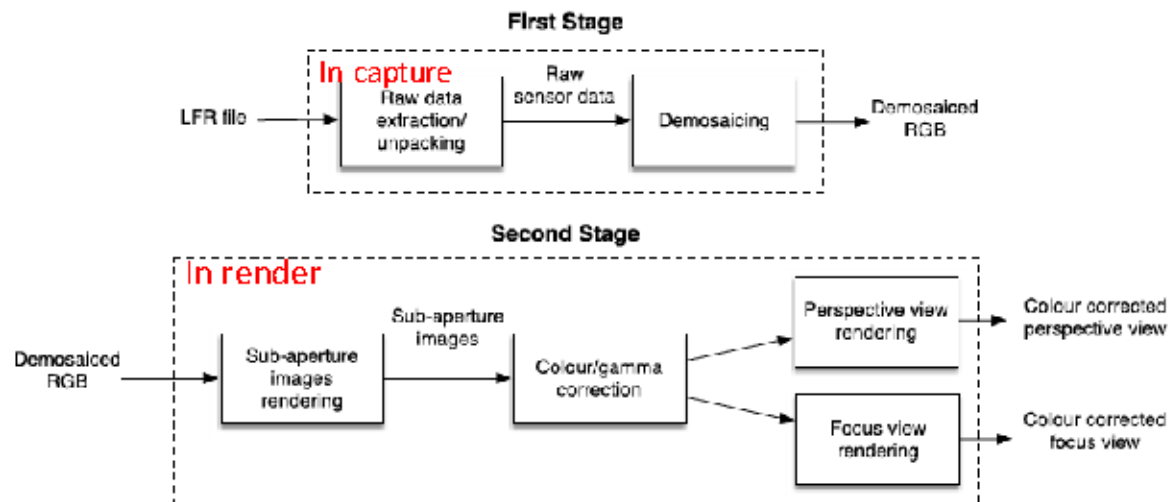 First Stage
In capture
LFR file
Raw data
extraction/
unpacking
Raw
sensor data
Demosaicing
Demosaiced
RGB
Second Stage
In render
Demosaiced
RGB
Sub-aperture
images
rendering
Sub-aperture
images
Colour/gamma
correction
Perspective view
rendering
Colour corrected
perspective view
Focus view
rendering
Colour corrected
focus view